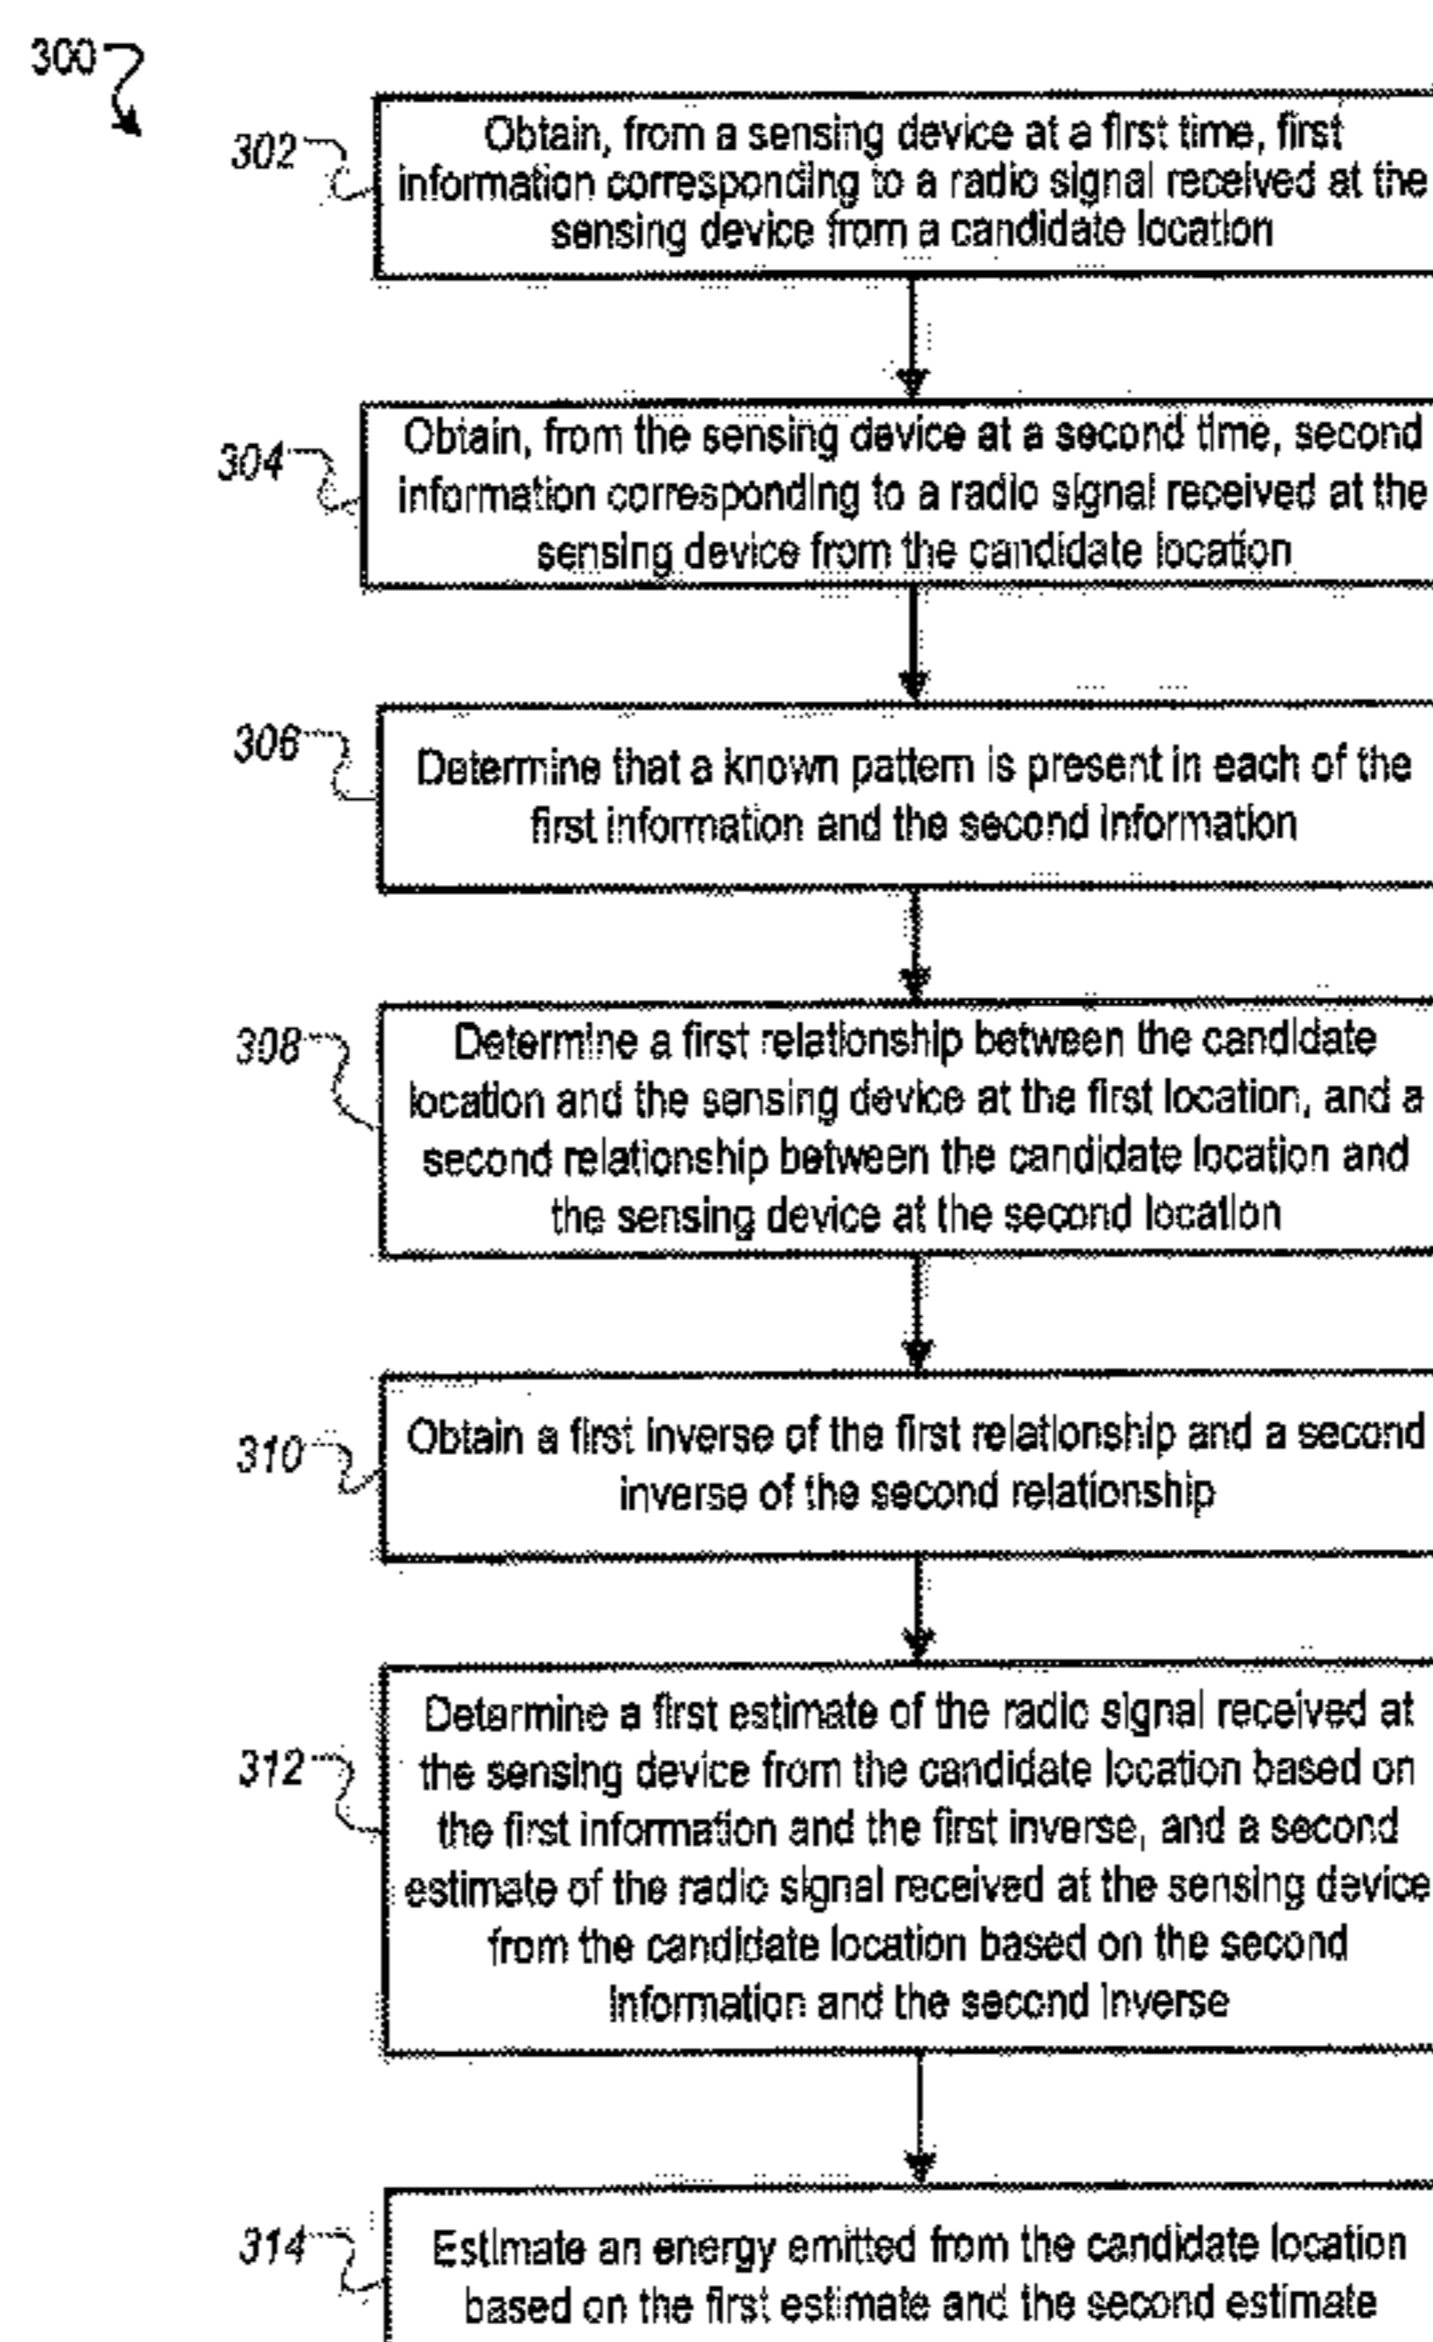 300
302
Obtain, from a sensing device at a first time, first
information corresponding to a radio signal received at the
sensing device from a candidate location
304
Obtain, from the sensing device at a second time, second
information corresponding to a radio signal received at the
sensing device from the candidate location
306
Determine that a known pattern is present in each of the
first information and the second information
308
Determine a first relationship between the candidate
location and the sensing device at the first location, and a
second relationship between the candidate location and
the sensing device at the second location
310
Obtain a first inverse of the first relationship and a second
inverse of the second relationship
312
Determine a first estimate of the radio signal received at
the sensing device from the candidate location based on
the first information and the first inverse, and a second
estimate of the radio signal received at the sensing device
from the candidate location based on the second
information and the second inverse
314
Estimate an energy emitted from the candidate location
based on the first estimate and the second estimate